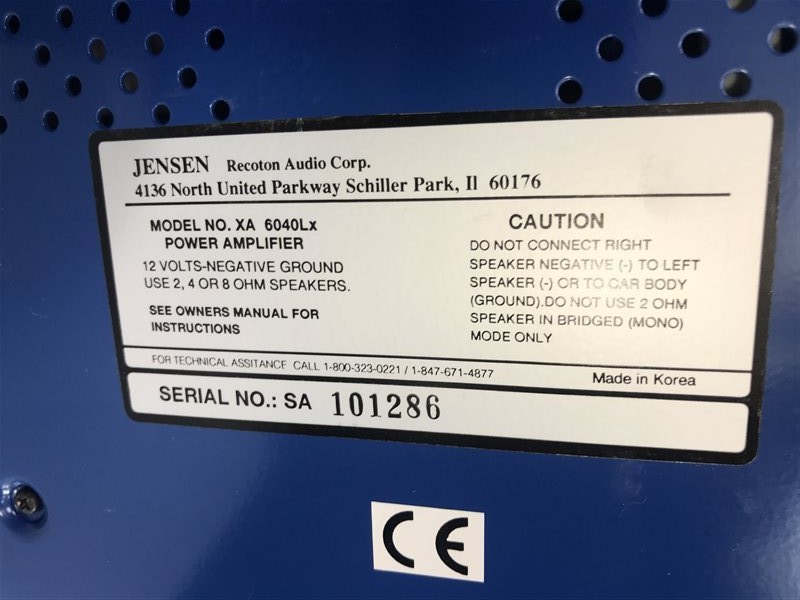 JENSEN Recoton Audio Corp.
4136 North United Parkway Schiller Park, Il 60176
MODEL NO. XA 6040Lx
POWER AMPLIFIER
12 VOLTS-NEGATIVE GROUND
USE 2, 4 OR 8 OHM SPEAKERS.
SEE OWNERS MANUAL FOR
INSTRUCTIONS
CAUTION
DO NOT CONNECT RIGHT
SPEAKER NEGATIVE (-) TO LEFT
SPEAKER (-) OR TO CAR BODY
(GROUND).DO NOT USE 2 OHM
SPEAKER IN BRIDGED (MONO)
MODE ONLY
FOR TECHNICAL ASSITANCE CALL 1-800-323-0221 / 1-847-671-4877
Made in Korea
SERIAL NO.: SA 101286
CE